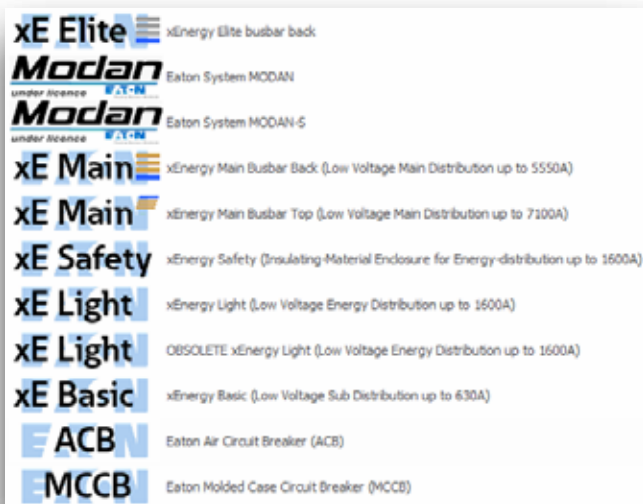 xE Elite xEnergy Elite busbar back
Modan Eaton System MODAN
under licence EATON
Modan Eaton System MODAN-S
under licence EATON
xE Main xEnergy Main Busbar Back (Low Voltage Main Distribution up to 5550A)
xE Main xEnergy Main Busbar Top (Low Voltage Main Distribution up to 7100A)
xE Safety xEnergy Safety (Insulating-Material Enclosure for Energy-distribution up to 1600A)
xE Light xEnergy Light (Low Voltage Energy Distribution up to 1600A)
xE Light OBSOLETE xEnergy Light (Low Voltage Energy Distribution up to 1600A)
xE Basic xEnergy Basic (Low Voltage Sub Distribution up to 630A)
ACB Eaton Air Circuit Breaker (ACB)
MCCB Eaton Molded Case Circuit Breaker (MCCB)